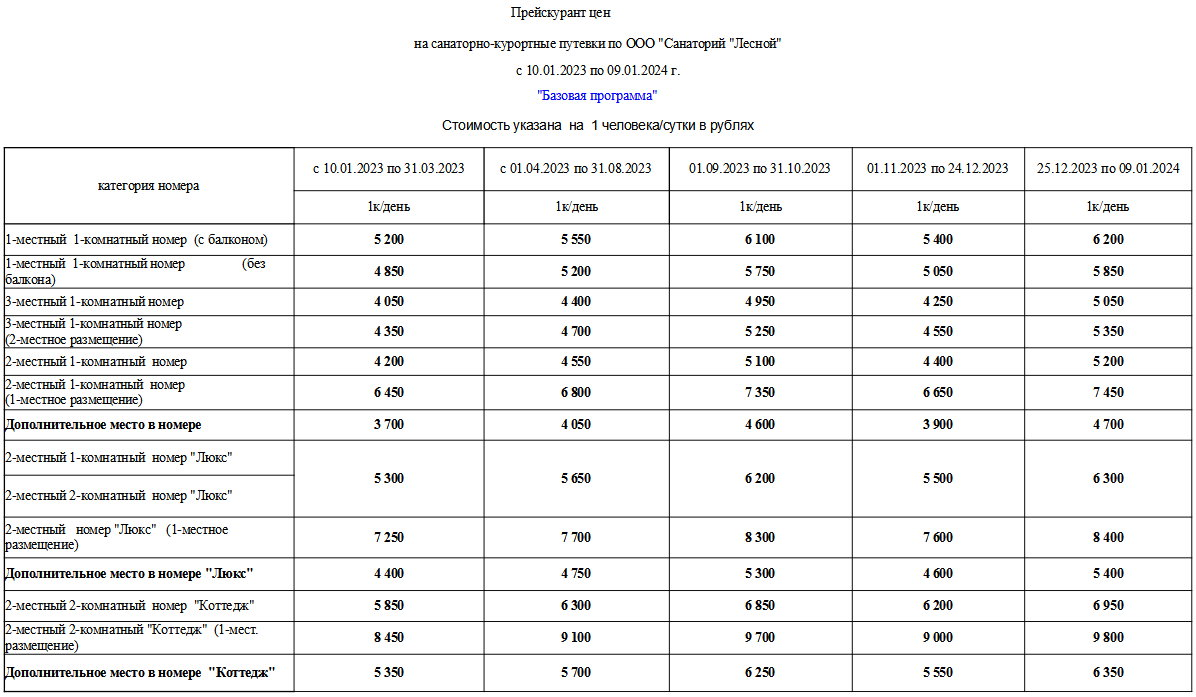 Прейскурант цен
на санаторно-курортные путевки по ООО "Санаторий "Лесной"
с 10.01.2023 по 09.01.2024 г.
"Базовая программа"
Стоимость указана на 1 человека/сутки в рублях
категория номера с 10.01.2023 по 31.03.2023 с 01.04.2023 по 31.08.2023 01.09.2023 по 31.10.2023 01.11.2023 по 24.12.2023 25.12.2023 по 09.01.2024
1к/день 1к/день 1к/день 1к/день 1к/день
1-местный 1-комнатный номер (с балконом) 5 200 5 550 6 100 5 400 6 200
1-местный 1-комнатный номер (без
балкона) 4 850 5 200 5 750 5 050 5 850
3-местный 1-комнатный номер 4 050 4 400 4 950 4 250 5 050
3-местный 1-комнатный номер
(2-местное размещение) 4 350 4 700 5 250 4 550 5 350
2-местный 1-комнатный номер 4 200 4 550 5 100 4 400 5 200
2-местный 1-комнатный номер
(1-местное размещение) 6 450 6 800 7 350 6 650 7 450
Дополнительное место в номере 3 700 4 050 4 600 3 900 4 700
2-местный 1-комнатный номер "Люкс"
5 300 5 650 6 200 5 500 6 300
2-местный 2-комнатный номер "Люкс"
2-местный номер "Люкс" (1-местное
размещение) 7 250 7 700 8 300 7 600 8 400
Дополнительное место в номере "Люкс" 4 400 4 750 5 300 4 600 5 400
2-местный 2-комнатный номер "Коттедж" 5 850 6 300 6 850 6 200 6 950
2-местный 2-комнатный "Коттедж" (1-мест.
размещение) 8 450 9 100 9 700 9 000 9 800
Дополнительное место в номере "Коттедж" 5 350 5 700 6 250 5 550 6 350